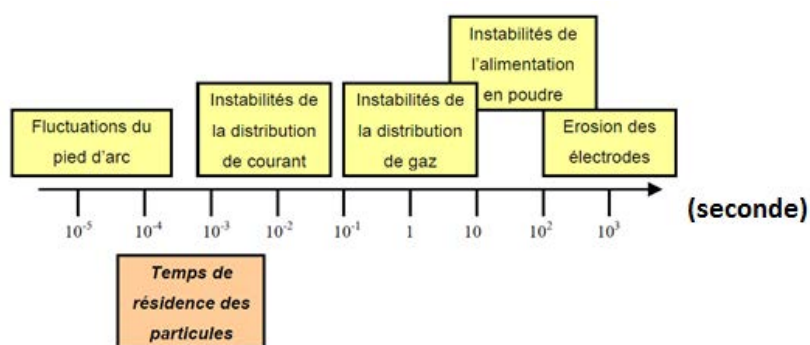 Instabilités de
l'alimentation
en poudre
Fluctuations du
pied d'arc
Instabilités de
la distribution
de courant
Instabilités de
la distribution
de gaz
Erosion des
électrodes
(seconde)
10⁻⁵ 10⁻⁴ 10⁻³ 10⁻² 10⁻¹ 1 10 10² 10³
Temps de
résidence des
particules